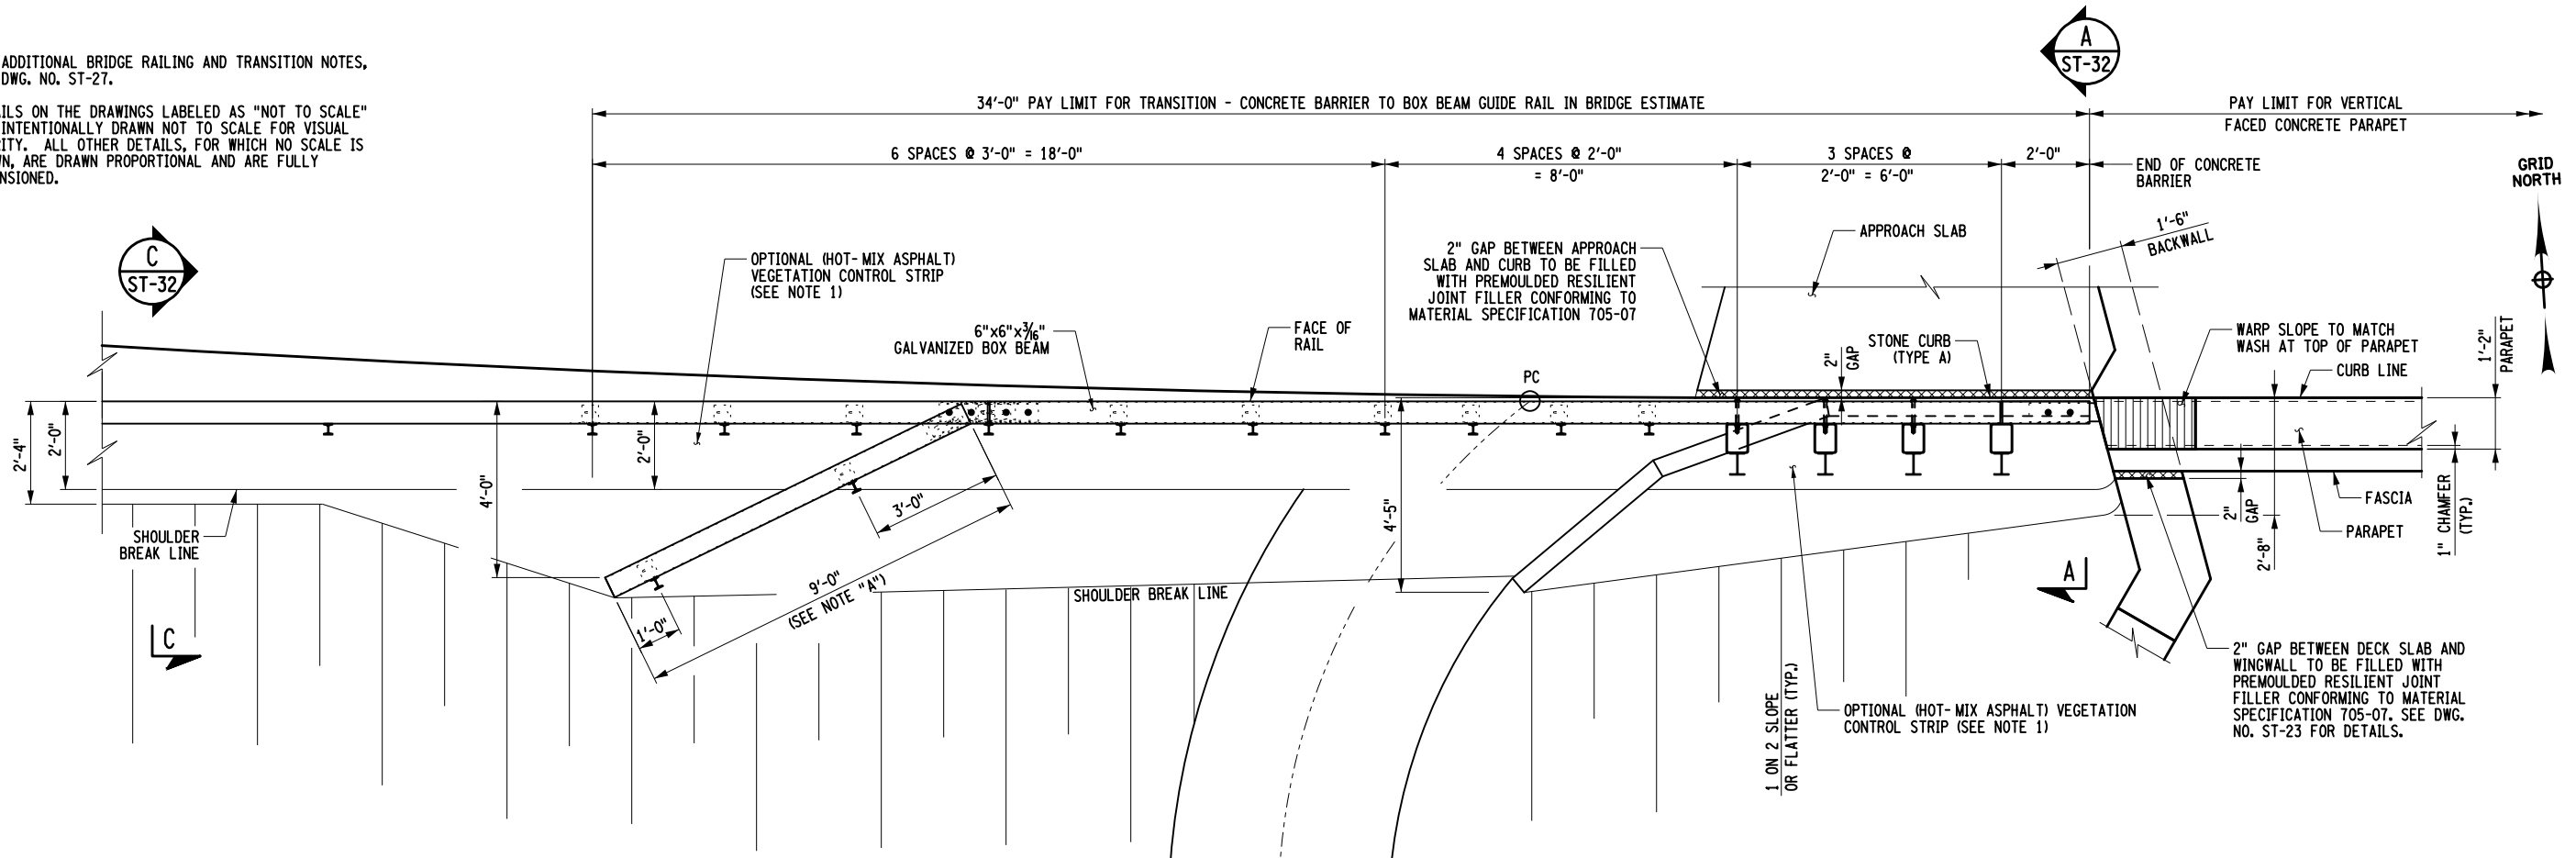 ADDITIONAL BRIDGE RAILING AND TRANSITION NOTES,
DWG. NO. ST-27.
ILS ON THE DRAWINGS LABELED AS "NOT TO SCALE"
INTENTIONALLY DRAWN NOT TO SCALE FOR VISUAL
RITY. ALL OTHER DETAILS, FOR WHICH NO SCALE IS
WN, ARE DRAWN PROPORTIONAL AND ARE FULLY
NSIONED.
A
ST-32
34'-0" PAY LIMIT FOR TRANSITION - CONCRETE BARRIER TO BOX BEAM GUIDE RAIL IN BRIDGE ESTIMATE
PAY LIMIT FOR VERTICAL
FACED CONCRETE PARAPET
6 SPACES @ 3'-0" = 18'-0"
4 SPACES @ 2'-0"
= 8'-0"
3 SPACES @
2'-0" = 6'-0"
2'-0"
END OF CONCRETE
BARRIER
GRID
NORTH
C
ST-32
OPTIONAL (HOT-MIX ASPHALT)
VEGETATION CONTROL STRIP
(SEE NOTE 1)
6"x6"x3/16"
GALVANIZED BOX BEAM
FACE OF
RAIL
2" GAP BETWEEN APPROACH
SLAB AND CURB TO BE FILLED
WITH PREMOULDED RESILIENT
JOINT FILLER CONFORMING TO
MATERIAL SPECIFICATION 705-07
APPROACH SLAB
1'-6"
BACKWALL
PC
2"
GAP
STONE CURB
(TYPE A)
WARP SLOPE TO MATCH
WASH AT TOP OF PARAPET
CURB LINE
1'-2"
PARAPET
2'-4"
2'-0"
4'-0"
2'-0"
3'-0"
9'-0"
(SEE NOTE "A")
1'-0"
4'-5"
SHOULDER
BREAK LINE
SHOULDER BREAK LINE
2"
GAP
2'-8"
1" CHAMFER
(TYP.)
FASCIA
PARAPET
C
A
1 ON 2 SLOPE
OR FLATTER (TYP.)
OPTIONAL (HOT-MIX ASPHALT) VEGETATION
CONTROL STRIP (SEE NOTE 1)
2" GAP BETWEEN DECK SLAB AND
WINGWALL TO BE FILLED WITH
PREMOULDED RESILIENT JOINT
FILLER CONFORMING TO MATERIAL
SPECIFICATION 705-07. SEE DWG.
NO. ST-23 FOR DETAILS.